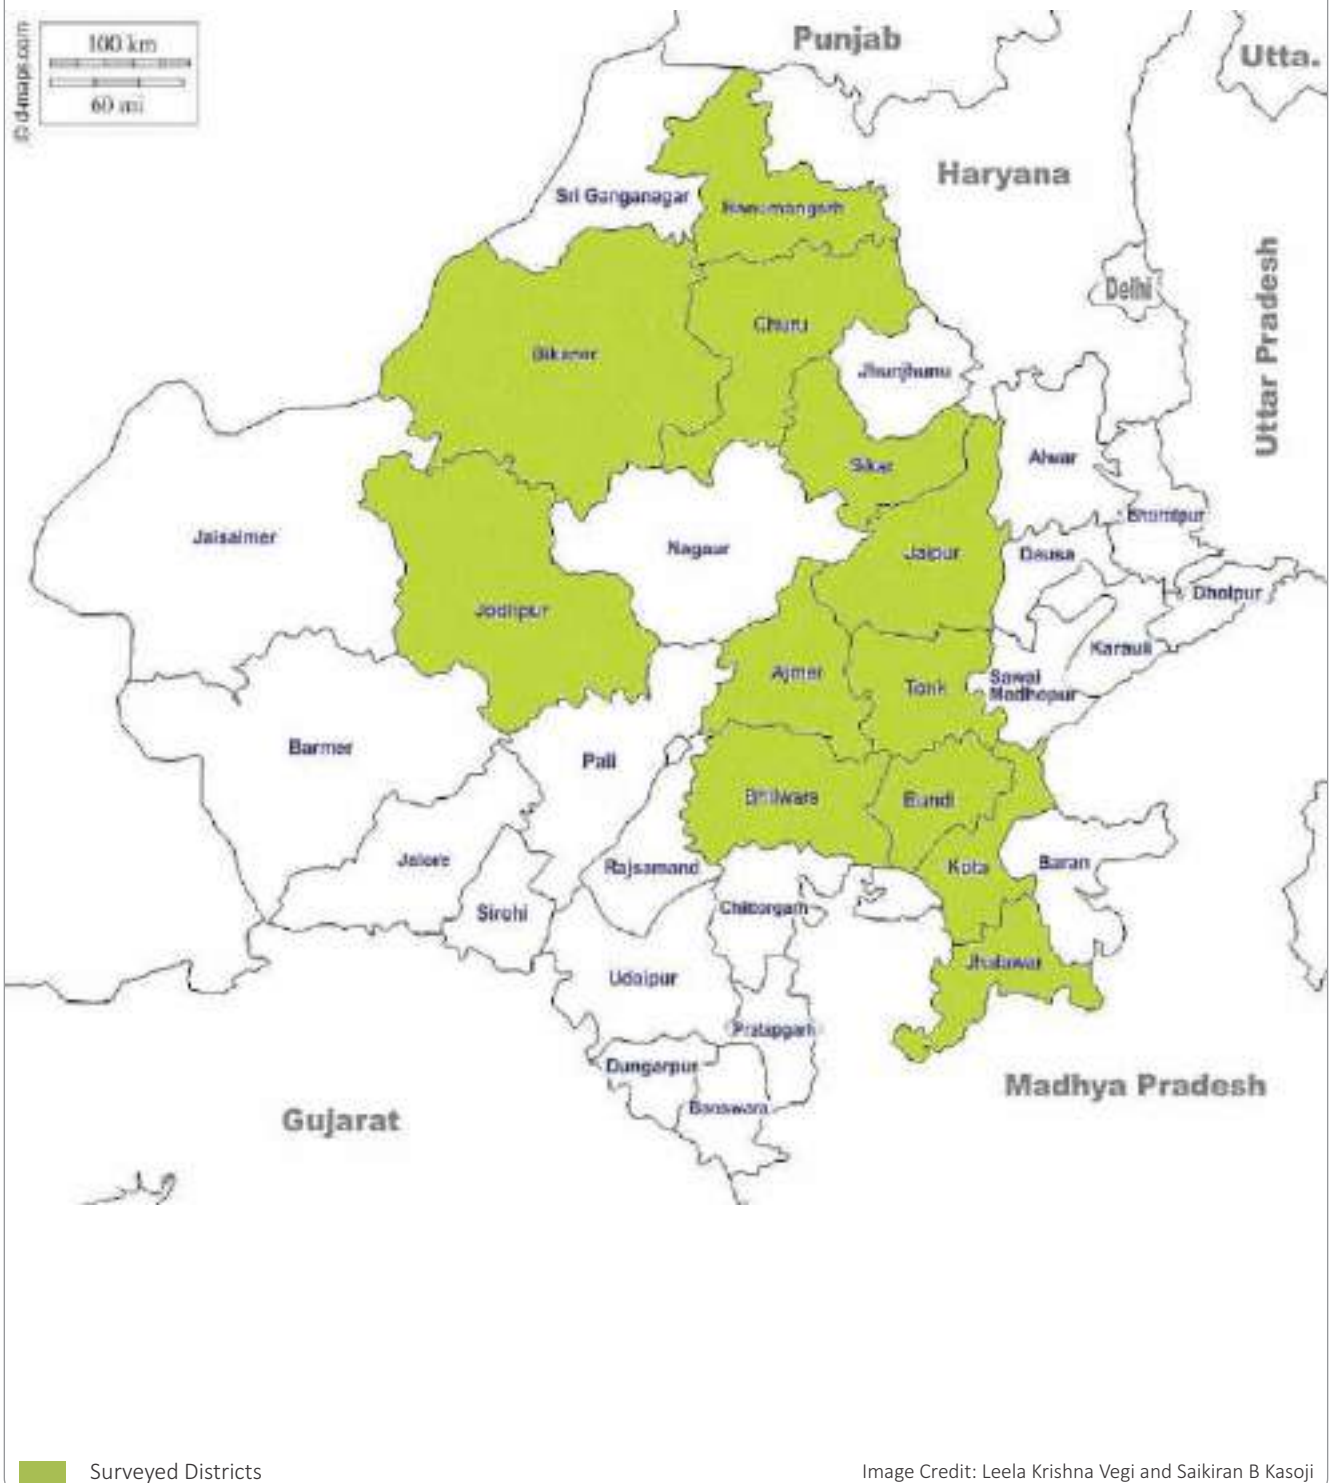 © d-maps.com
100 km
60 mi
Punjab
Utta.
Haryana
Sri Ganganagar
Hanumangarh
Uttar Pradesh
Delhi
Churu
Bikaner
Jhunjhunu
Alwar
Sikar
Bharatpur
Jaisalmer
Nagaur
Jaipur
Dausa
Dholpur
Jodhpur
Karauli
Ajmer
Tonk
Sawai
Madhopur
Barmer
Pali
Bhilwara
Bundi
Jalore
Rajsamand
Kota
Baran
Sirohi
Chittorgarh
Udaipur
Jhalawar
Pratapgarh
Dungarpur
Madhya Pradesh
Banswara
Gujarat
Surveyed Districts
Image Credit: Leela Krishna Vegi and Saikiran B Kasoji